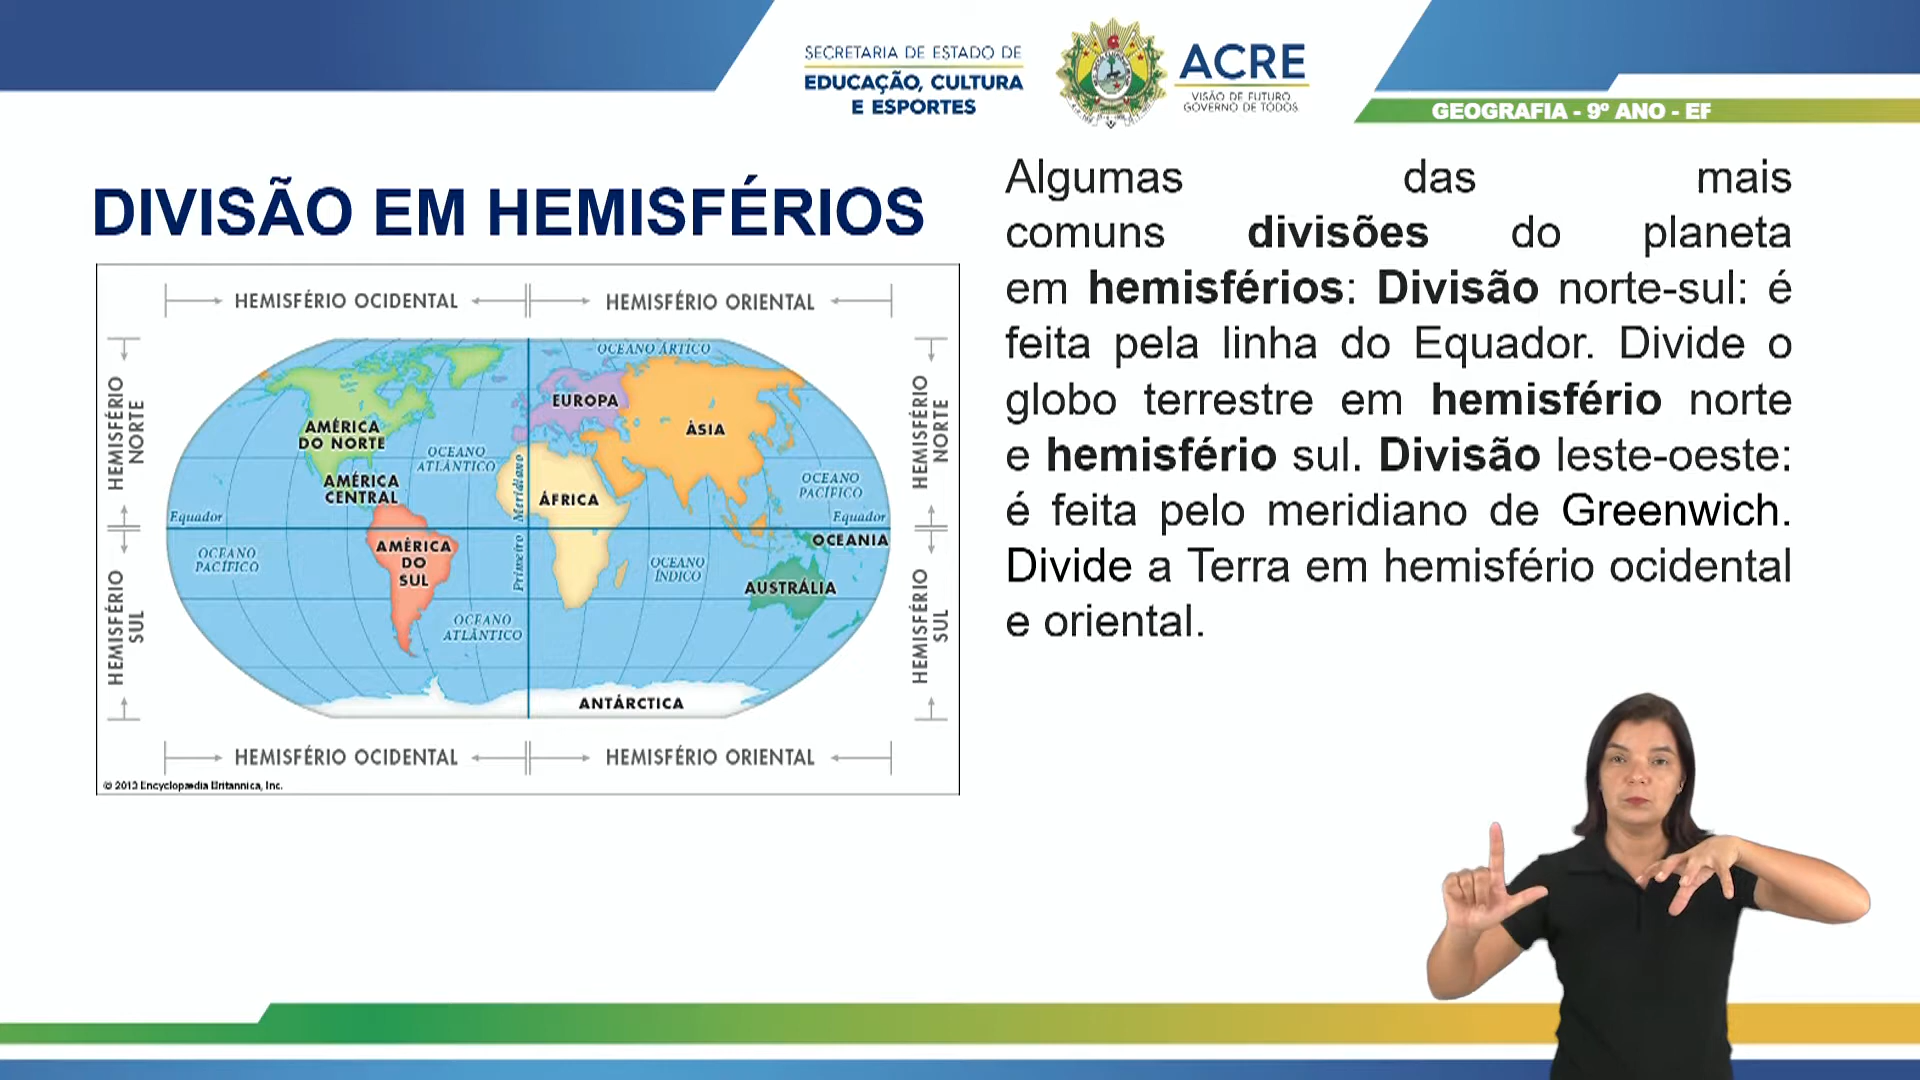 SECRETARIA DE ESTADO DE
EDUCAÇÃO, CULTURA
E ESPORTES
ACRE
VISÃO DE FUTURO
GOVERNO DE TODOS
GEOGRAFIA - 9º ANO - EF
DIVISÃO EM HEMISFÉRIOS
HEMISFÉRIO OCIDENTAL
HEMISFÉRIO ORIENTAL
HEMISFÉRIO
NORTE
HEMISFÉRIO
SUL
OCEANO ÁRTICO
EUROPA
ÁSIA
AMÉRICA
DO NORTE
OCEANO
ATLÂNTICO
AMÉRICA
CENTRAL
ÁFRICA
OCEANO
PACÍFICO
Equador
Equador
Primeiro Meridiano
OCEANO
PACÍFICO
AMÉRICA
DO
SUL
OCEANO
ÍNDICO
OCEANIA
AUSTRÁLIA
OCEANO
ATLÂNTICO
ANTÁRCTICA
HEMISFÉRIO
NORTE
HEMISFÉRIO
SUL
HEMISFÉRIO OCIDENTAL
HEMISFÉRIO ORIENTAL
© 2013 Encyclopædia Britannica, Inc.
Algumas das mais
comuns divisões do planeta
em hemisférios: Divisão norte-sul: é
feita pela linha do Equador. Divide o
globo terrestre em hemisfério norte
e hemisfério sul. Divisão leste-oeste:
é feita pelo meridiano de Greenwich.
Divide a Terra em hemisfério ocidental
e oriental.